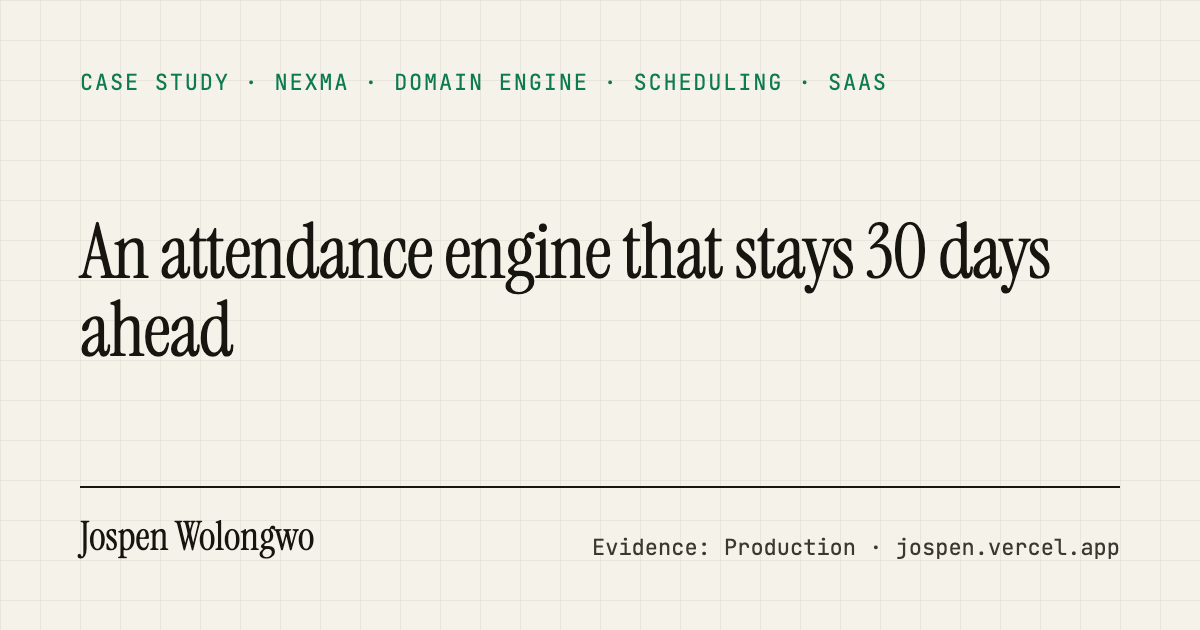 CASE STUDY · NEXMA · DOMAIN ENGINE · SCHEDULING · SAAS
An attendance engine that stays 30 days
ahead
Jospen Wolongwo
Evidence: Production · jospen.vercel.app